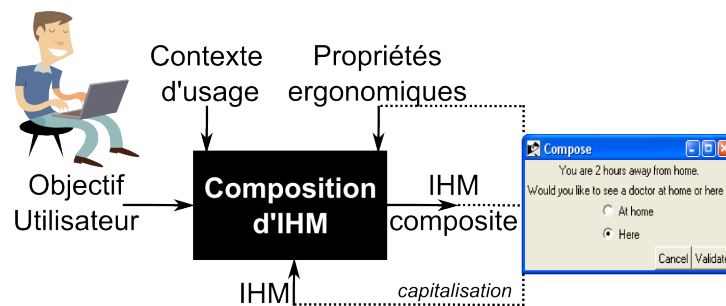 Contexte
d'usage
Propriétés
ergonomiques
Objectif
Utilisateur
Composition
d'IHM
IHM
composite
IHM
capitalisation
Compose
You are 2 hours away from home.
Would you like to see a doctor at home or here
At home
Here
Cancel
Validate